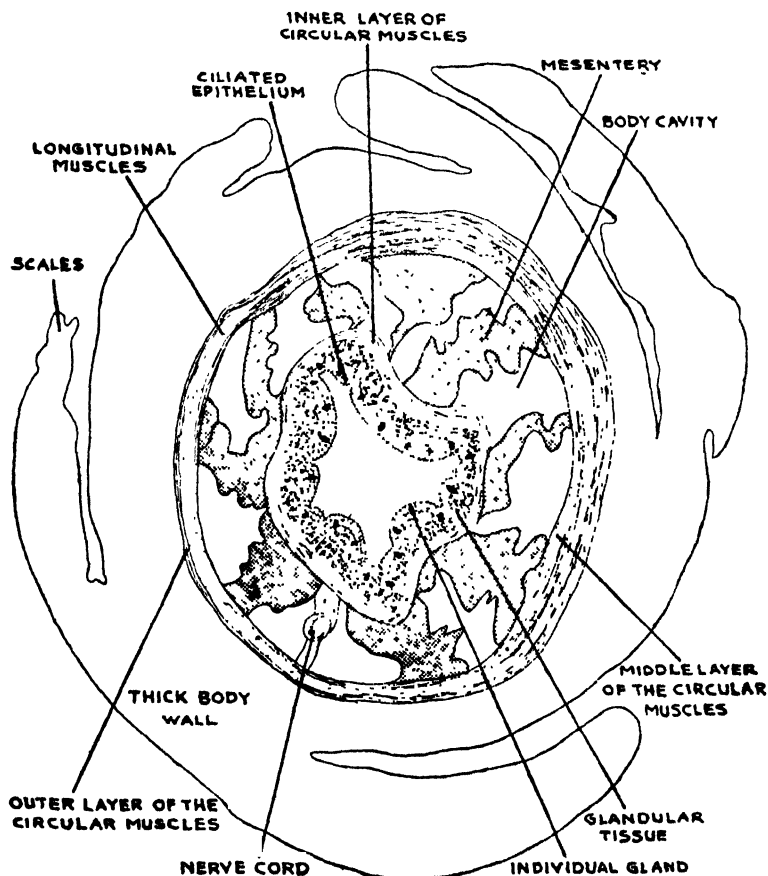 INNER LAYER OF
CIRCULAR MUSCLES
MESENTERY
CILIATED
EPITHELIUM
BODY CAVITY
LONGITUDINAL
MUSCLES
SCALES
MIDDLE LAYER
OF THE CIRCULAR
MUSCLES
THICK BODY
WALL
OUTER LAYER OF THE
CIRCULAR MUSCLES
GLANDULAR
TISSUE
NERVE CORD
INDIVIDUAL GLAND